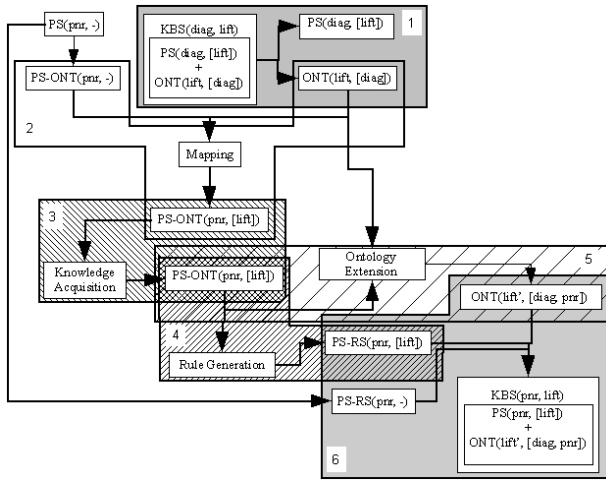 PS(pnr, -)
KBS(diag, lift)
PS(diag, [lift])
+
ONT(lift, [diag])
PS(diag, [lift])
1
PS-ONT(pnr, -)
ONT(lift, [diag])
2
Mapping
3
PS-ONT(pnr, [lift])
Knowledge
Acquisition
PS-ONT(pnr, [lift])
Ontology
Extension
5
ONT(lift', [diag, pnr])
4
Rule Generation
PS-RS(pnr, [lift])
PS-RS(pnr, -)
KBS(pnr, lift)
PS(pnr, [lift])
+
ONT(lift', [diag, pnr])
6